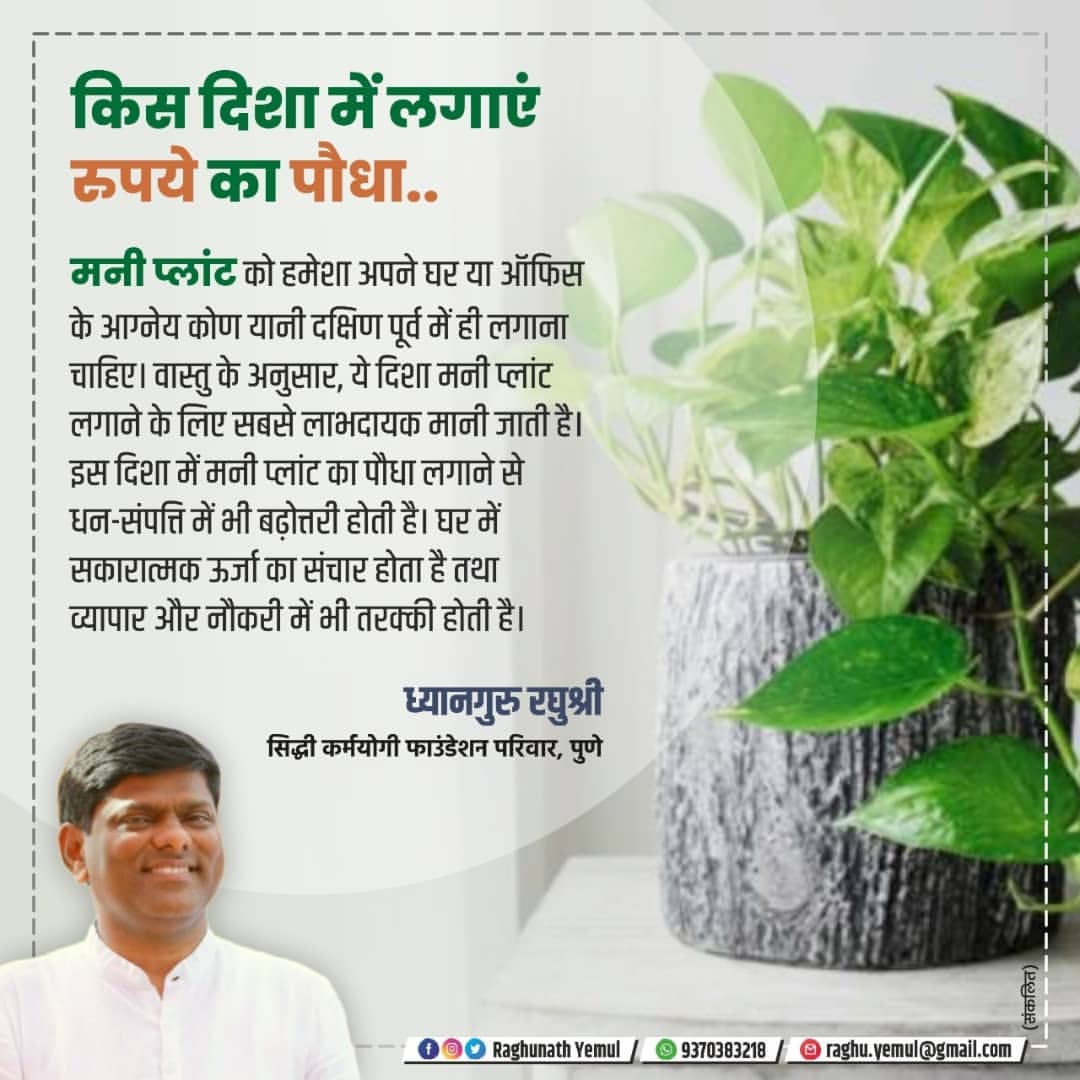 किस दिशा में लगाएं
रुपये का पौधा..
मनी प्लांट को हमेशा अपने घर या ऑफिस
के आग्नेय कोण यानी दक्षिण पूर्व में ही लगाना
चाहिए। वास्तु के अनुसार, ये दिशा मनी प्लांट
लगाने के लिए सबसे लाभदायक मानी जाती है।
इस दिशा में मनी प्लांट का पौधा लगाने से
धन-संपत्ति में भी बढ़ोत्तरी होती है। घर में
सकारात्मक ऊर्जा का संचार होता है तथा
व्यापार और नौकरी में भी तरक्की होती है।
ध्यानगुरु रघुश्री
सिद्धी कर्मयोगी फाउंडेशन परिवार, पुणे
(संकलित)
Raghunath Yemul / 9370383218 / raghu.yemul@gmail.com /